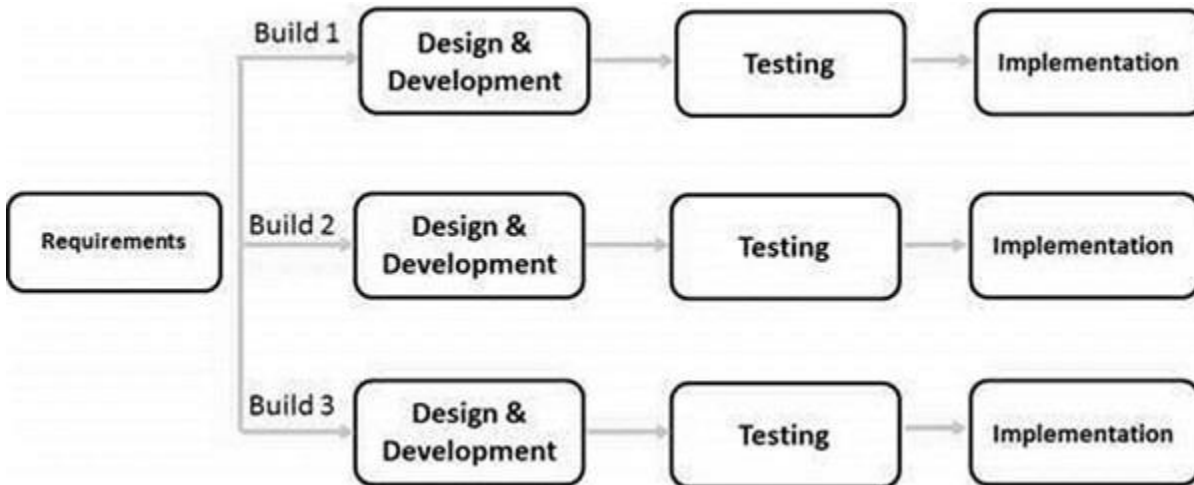 Build 1
Design &
Development
Testing
Implementation
Requirements
Build 2
Design &
Development
Testing
Implementation
Build 3
Design &
Development
Testing
Implementation